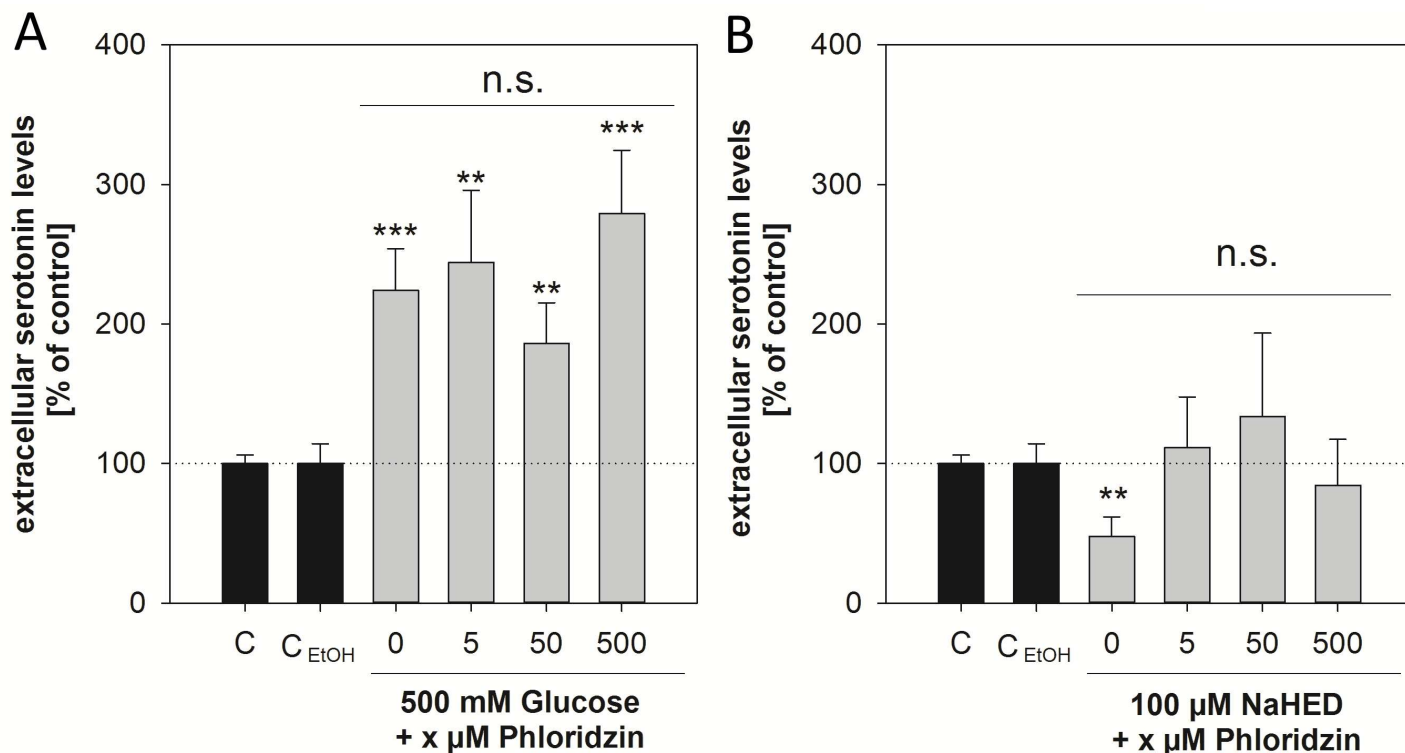 A
extracellular serotonin levels
[% of control]
400
300
200
100
0
n.s.
***
**
**
***
C
C EtOH
0
5
50
500
500 mM Glucose
+ x µM Phloridzin
B
extracellular serotonin levels
[% of control]
400
300
200
100
0
n.s.
**
C
C EtOH
0
5
50
500
100 µM NaHED
+ x µM Phloridzin